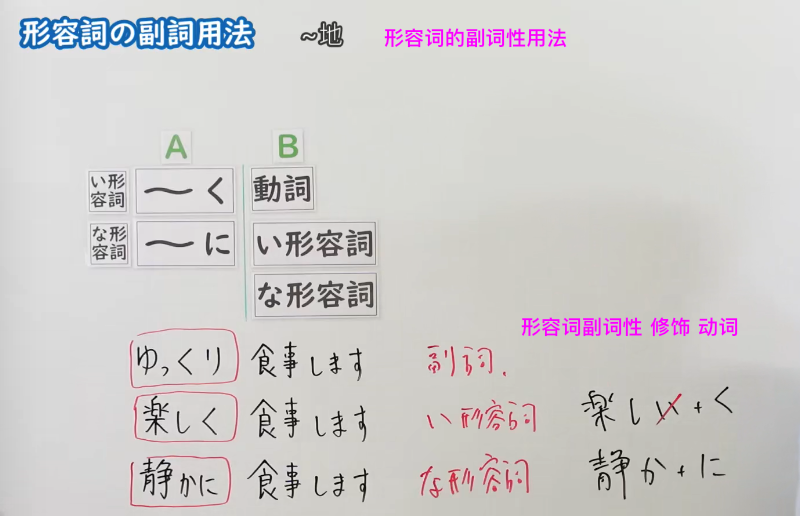 形容詞の副詞用法 ~地 形容词的副词性用法
A B
い形容詞 ～く 動詞
な形容詞 ～に い形容詞
な形容詞
形容词副词性 修饰 动词
ゆっくり 食事します 副詞.
楽しく 食事します い形容詞 楽しい+く
静かに 食事します な形容詞 静か+に